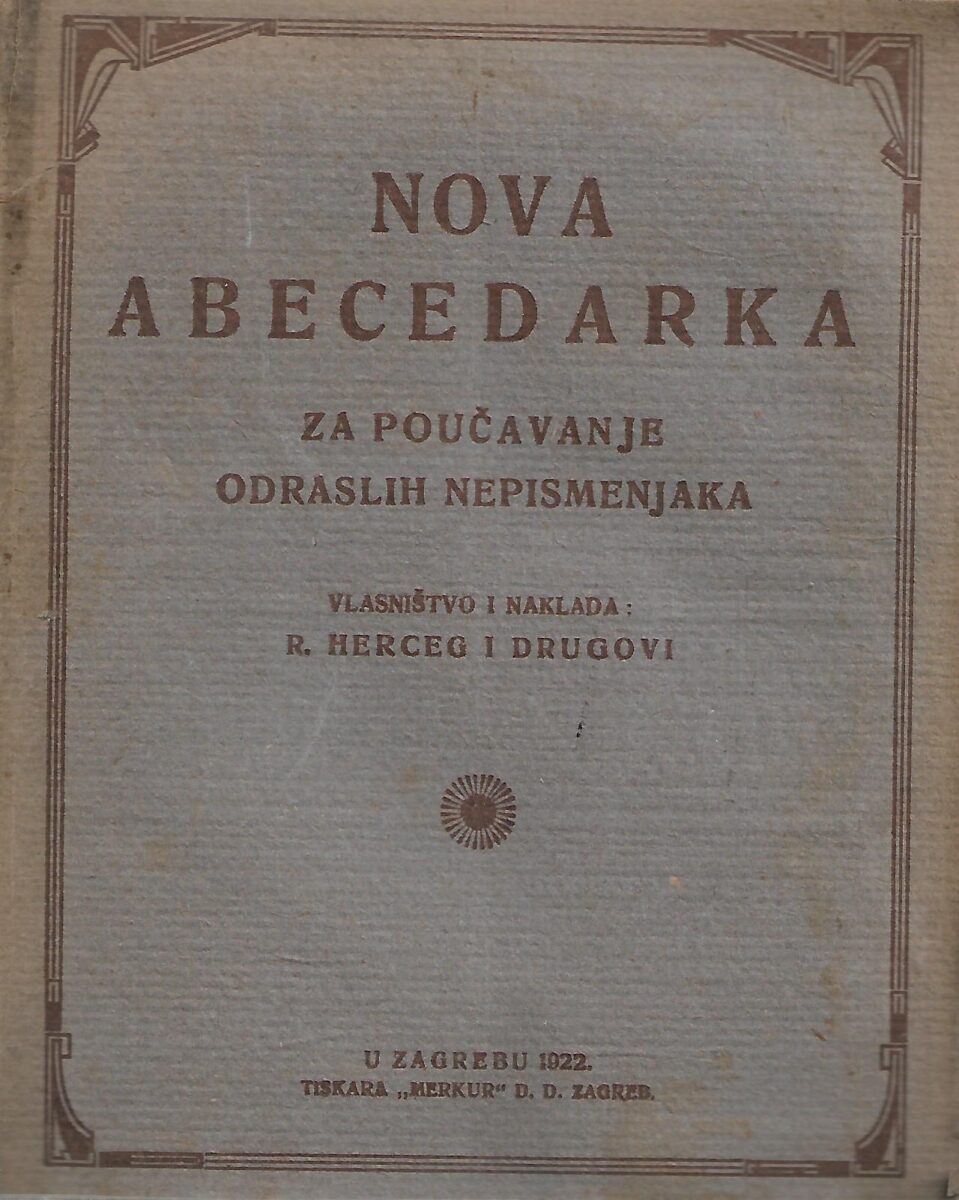 NOVA
ABECEDARKA
ZA POUČAVANJE
ODRASLIH NEPISMENJAKA
VLASNIŠTVO I NAKLADA:
R. HERCEG I DRUGOVI
U ZAGREBU 1922.
TISKARA „MERKUR" D. D. ZAGREB.